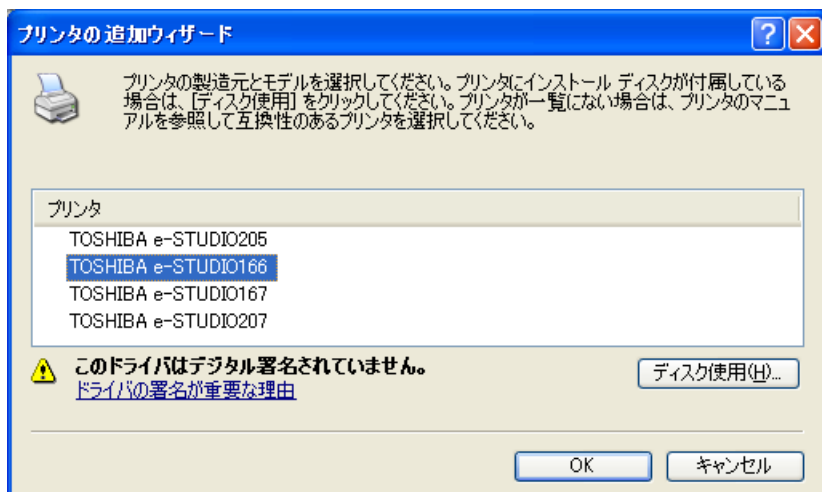 プリンタの追加ウィザード
プリンタの製造元とモデルを選択してください。プリンタにインストール ディスクが付属している
場合は、[ディスク使用] をクリックしてください。プリンタが一覧にない場合は、プリンタのマニュ
アルを参照して互換性のあるプリンタを選択してください。
プリンタ
TOSHIBA e-STUDIO205
TOSHIBA e-STUDIO166
TOSHIBA e-STUDIO167
TOSHIBA e-STUDIO207
このドライバはデジタル署名されていません。
ディスク使用(H)...
ドライバの署名が重要な理由
OK
キャンセル